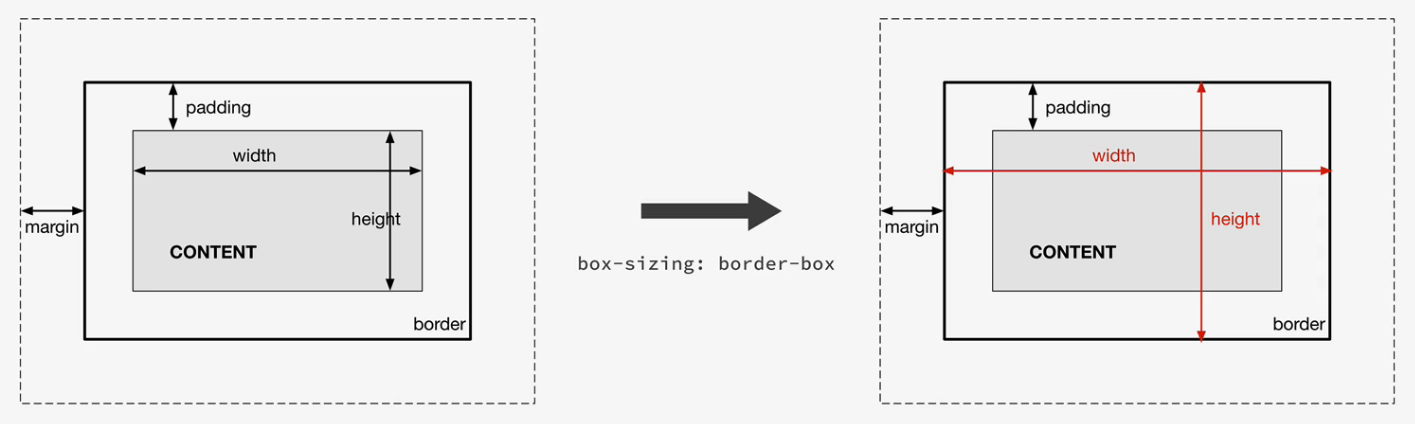 padding
width
height
margin
CONTENT
border
box-sizing: border-box
padding
width
height
margin
CONTENT
border